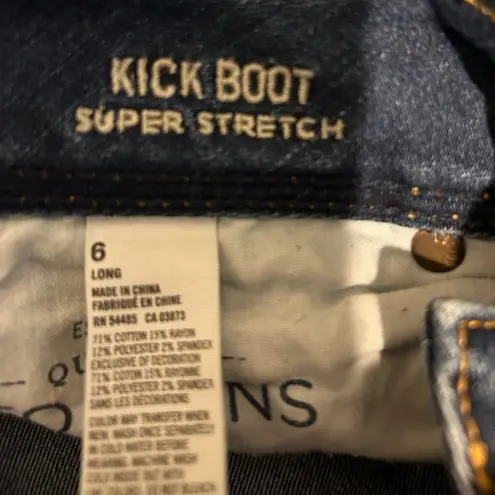 KICK BOOT
SUPER STRETCH
6
LONG
MADE IN CHINA
FABRIQUÉ EN CHINE
RN 54485 CA 03873
71% COTTON 15% RAYON
12% POLYESTER 2% SPANDEX
EXCLUSIVE OF DECORATION
71% COTON 15% RAYONNE
12% POLYESTER 2% SPANDEX
SANS LES DÉCORATIONS
COLOR MAY TRANSFER WHEN
NEW. WASH ONCE SEPARATELY
IN COLD WATER BEFORE
WEARING. MACHINE WASH
COLD INSIDE OUT WITH
NS